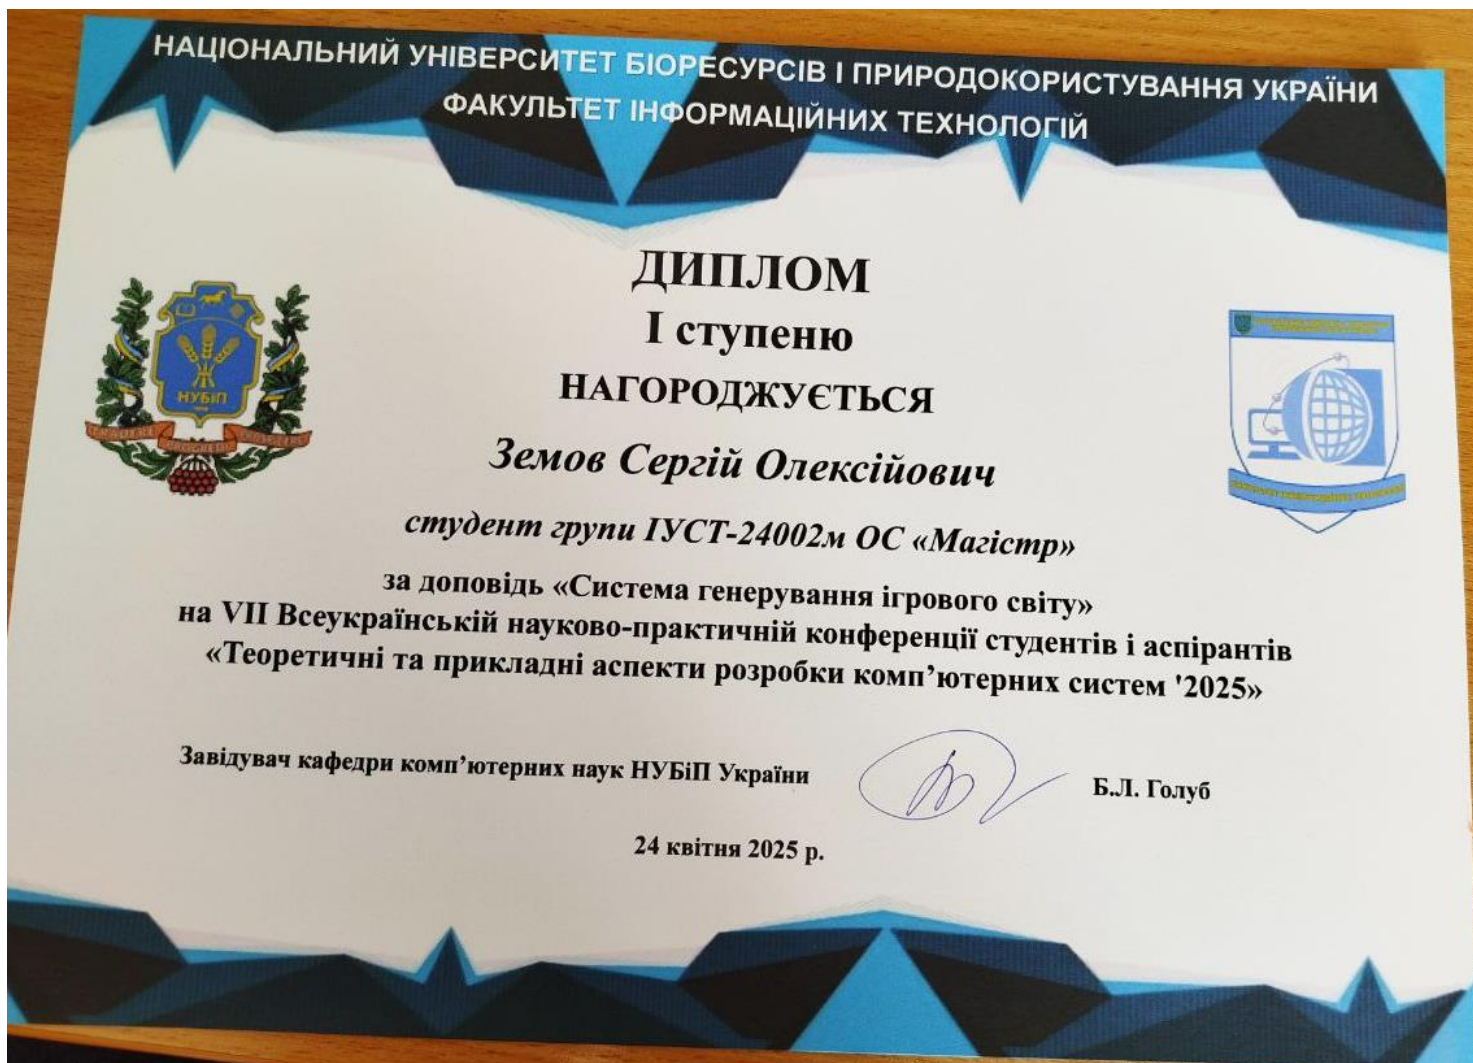 НАЦІОНАЛЬНИЙ УНІВЕРСИТЕТ БІОРЕСУРСІВ І ПРИРОДОКОРИСТУВАННЯ УКРАЇНИ
ФАКУЛЬТЕТ ІНФОРМАЦІЙНИХ ТЕХНОЛОГІЙ
ДИПЛОМ
І ступеню
НАГОРОДЖУЄТЬСЯ
НУБіП
Земов Сергій Олексійович
студент групи ІУСТ-24002м ОС «Магістр»
за доповідь «Система генерування ігрового світу»
на VII Всеукраїнській науково-практичній конференції студентів і аспірантів
«Теоретичні та прикладні аспекти розробки комп’ютерних систем '2025»
Завідувач кафедри комп’ютерних наук НУБіП України
Б.Л. Голуб
24 квітня 2025 р.